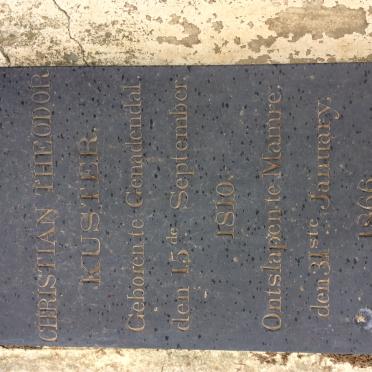 CHRISTIAN THEODOR
KUSTER.
Geboren te Genadendal,
den 15de September
1810.
Ontslapen te Mamre,
den 31ste January,
1866.